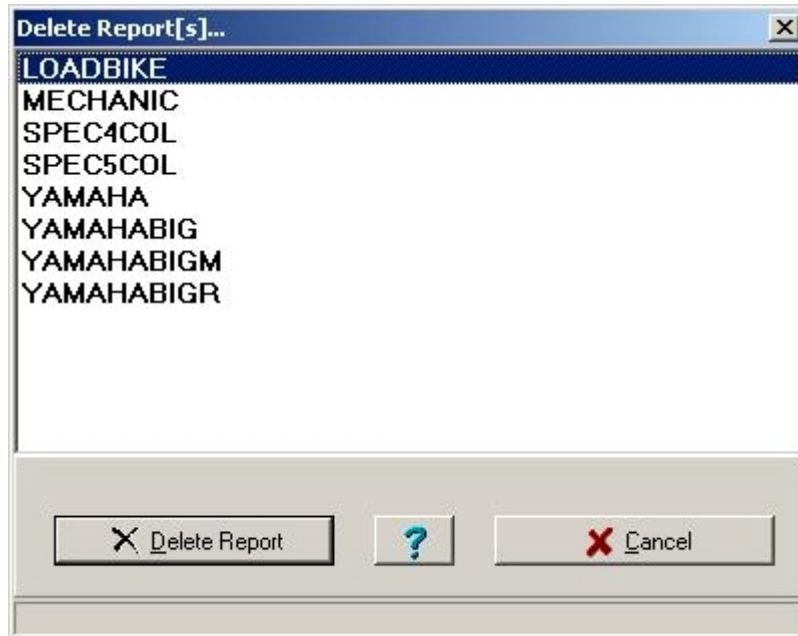 Delete Report[s]...
LOADBIKE
MECHANIC
SPEC4COL
SPEC5COL
YAMAHA
YAMAHABIG
YAMAHABIGM
YAMAHABIGR
Delete Report ? Cancel